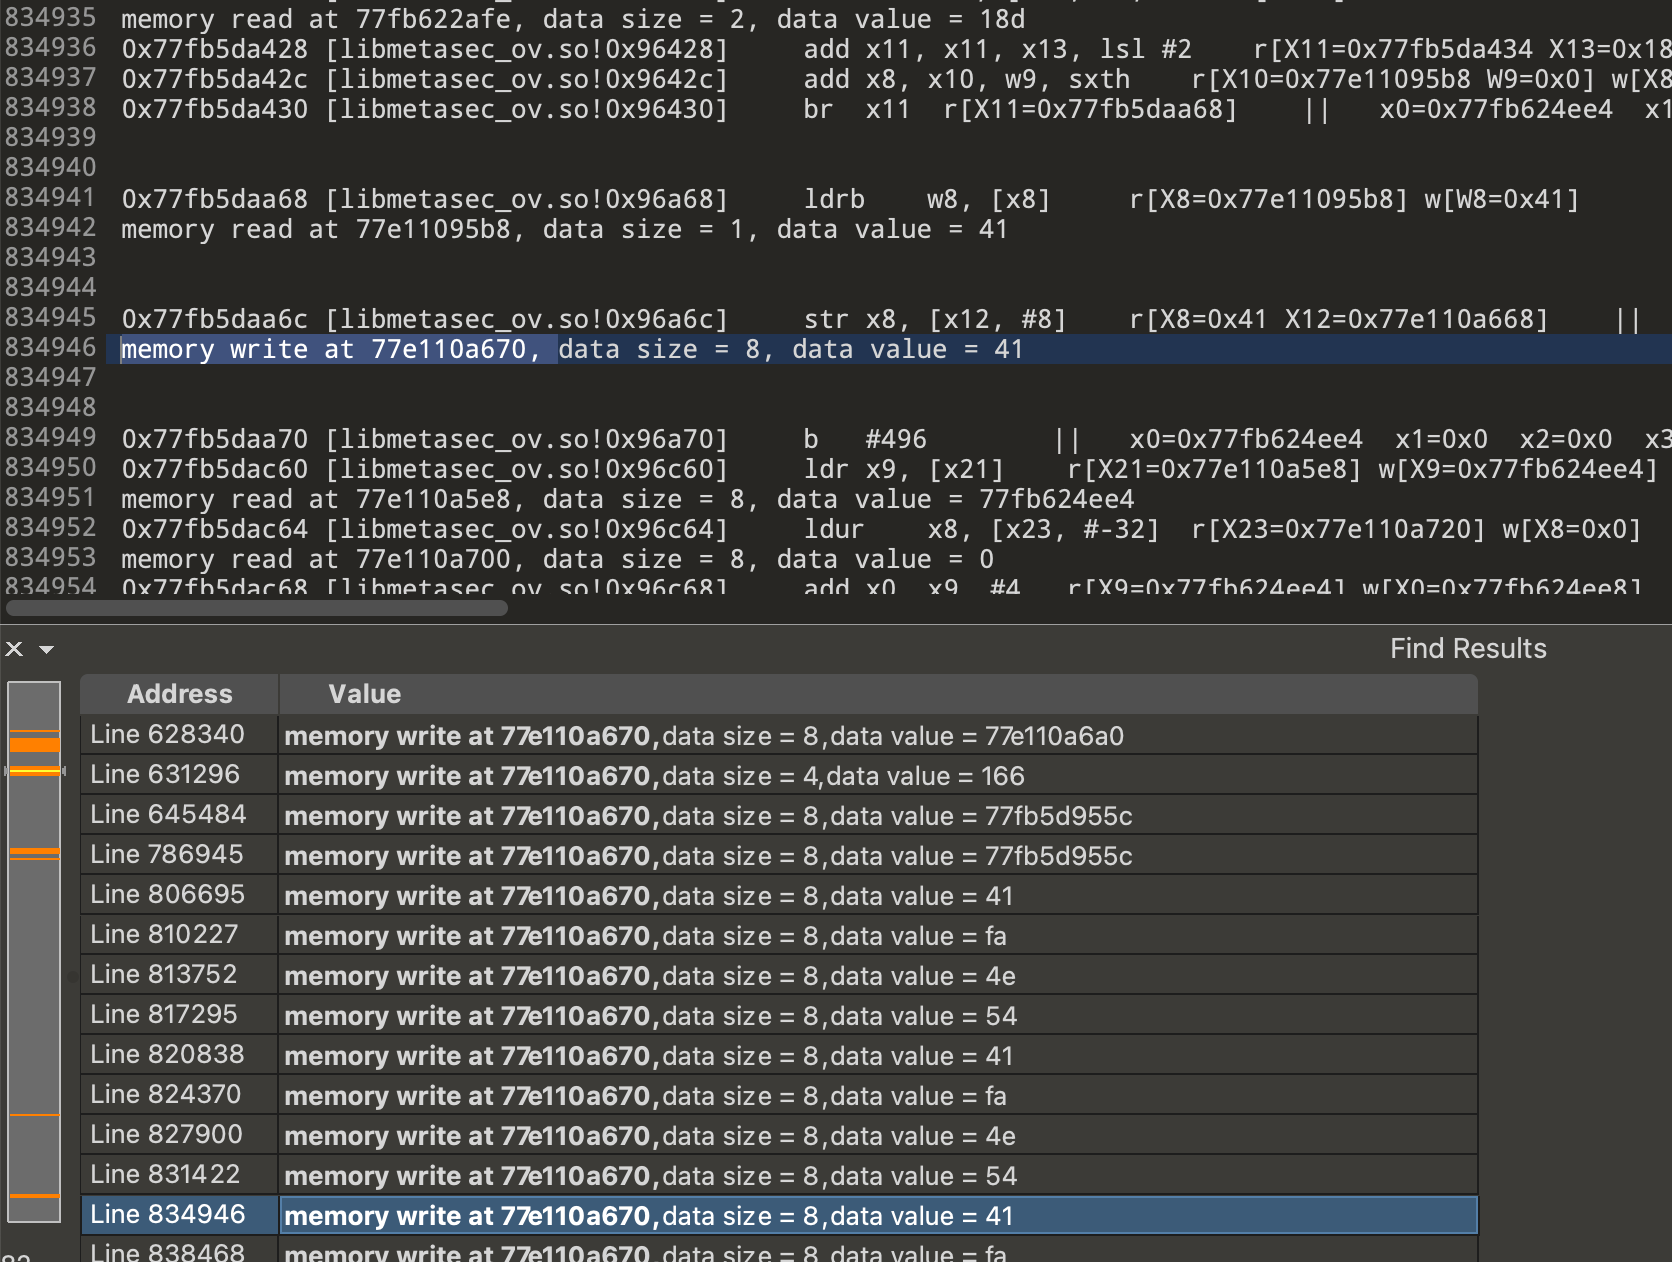 834935 memory read at 77fb622afe, data size = 2, data value = 18d
834936 0x77fb5da428 [libmetasec_ov.so!0x96428] add x11, x11, x13, lsl #2 r[X11=0x77fb5da434 X13=0x18
834937 0x77fb5da42c [libmetasec_ov.so!0x9642c] add x8, x10, w9, sxth r[X10=0x77e11095b8 W9=0x0] w[X8
834938 0x77fb5da430 [libmetasec_ov.so!0x96430] br x11 r[X11=0x77fb5daa68] || x0=0x77fb624ee4 x1
834939
834940
834941 0x77fb5daa68 [libmetasec_ov.so!0x96a68] ldrb w8, [x8] r[X8=0x77e11095b8] w[W8=0x41]
834942 memory read at 77e11095b8, data size = 1, data value = 41
834943
834944
834945 0x77fb5daa6c [libmetasec_ov.so!0x96a6c] str x8, [x12, #8] r[X8=0x41 X12=0x77e110a668] ||
834946 memory write at 77e110a670, data size = 8, data value = 41
834947
834948
834949 0x77fb5daa70 [libmetasec_ov.so!0x96a70] b #496 || x0=0x77fb624ee4 x1=0x0 x2=0x0 x3
834950 0x77fb5dac60 [libmetasec_ov.so!0x96c60] ldr x9, [x21] r[X21=0x77e110a5e8] w[X9=0x77fb624ee4]
834951 memory read at 77e110a5e8, data size = 8, data value = 77fb624ee4
834952 0x77fb5dac64 [libmetasec_ov.so!0x96c64] ldur x8, [x23, #-32] r[X23=0x77e110a720] w[X8=0x0]
834953 memory read at 77e110a700, data size = 8, data value = 0
834954 0x77fb5dac68 [libmetasec_ov.so!0x96c68] add x0, x9, #4 r[X9=0x77fb624ee4] w[X0=0x77fb624ee8]
Find Results
Address Value
Line 628340 memory write at 77e110a670,data size = 8,data value = 77e110a6a0
Line 631296 memory write at 77e110a670,data size = 4,data value = 166
Line 645484 memory write at 77e110a670,data size = 8,data value = 77fb5d955c
Line 786945 memory write at 77e110a670,data size = 8,data value = 77fb5d955c
Line 806695 memory write at 77e110a670,data size = 8,data value = 41
Line 810227 memory write at 77e110a670,data size = 8,data value = fa
Line 813752 memory write at 77e110a670,data size = 8,data value = 4e
Line 817295 memory write at 77e110a670,data size = 8,data value = 54
Line 820838 memory write at 77e110a670,data size = 8,data value = 41
Line 824370 memory write at 77e110a670,data size = 8,data value = fa
Line 827900 memory write at 77e110a670,data size = 8,data value = 4e
Line 831422 memory write at 77e110a670,data size = 8,data value = 54
Line 834946 memory write at 77e110a670,data size = 8,data value = 41
Line 838468 memory write at 77e110a670,data size = 8,data value = fa